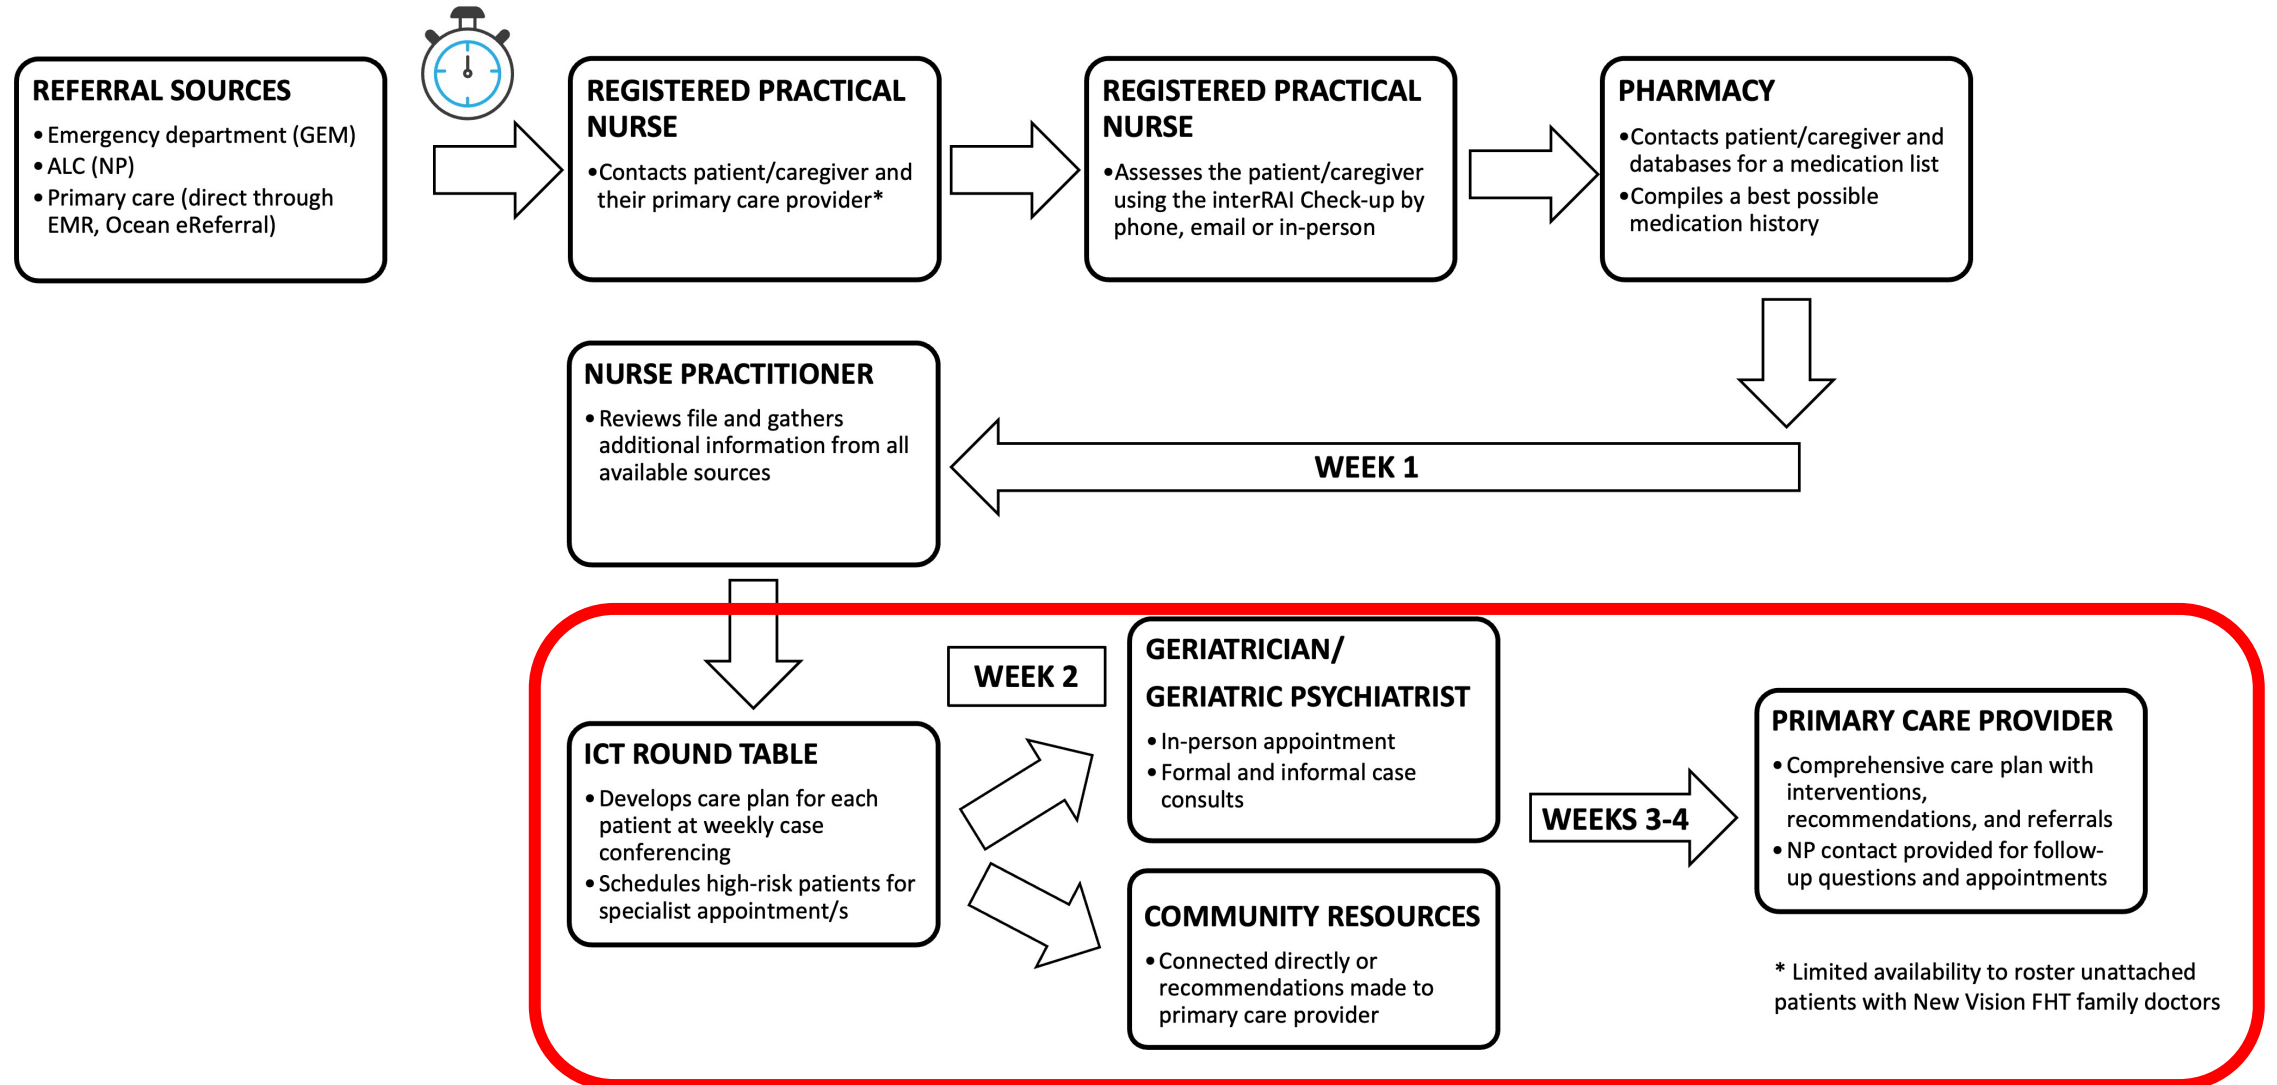 REFERRAL SOURCES
•Emergency department (GEM)
•ALC (NP)
•Primary care (direct through
EMR, Ocean eReferral)
REGISTERED PRACTICAL
NURSE
•Contacts patient/caregiver and
their primary care provider*
REGISTERED PRACTICAL
NURSE
•Assesses the patient/caregiver
using the interRAI Check-up by
phone, email or in-person
PHARMACY
•Contacts patient/caregiver and
databases for a medication list
•Compiles a best possible
medication history
NURSE PRACTITIONER
•Reviews file and gathers
additional information from all
available sources
WEEK 1
ICT ROUND TABLE
•Develops care plan for each
patient at weekly case
conferencing
•Schedules high-risk patients for
specialist appointment/s
WEEK 2
GERIATRICIAN/
GERIATRIC PSYCHIATRIST
•In-person appointment
•Formal and informal case
consults
COMMUNITY RESOURCES
•Connected directly or
recommendations made to
primary care provider
WEEKS 3-4
PRIMARY CARE PROVIDER
•Comprehensive care plan with
interventions,
recommendations, and referrals
•NP contact provided for follow-
up questions and appointments
* Limited availability to roster unattached
patients with New Vision FHT family doctors